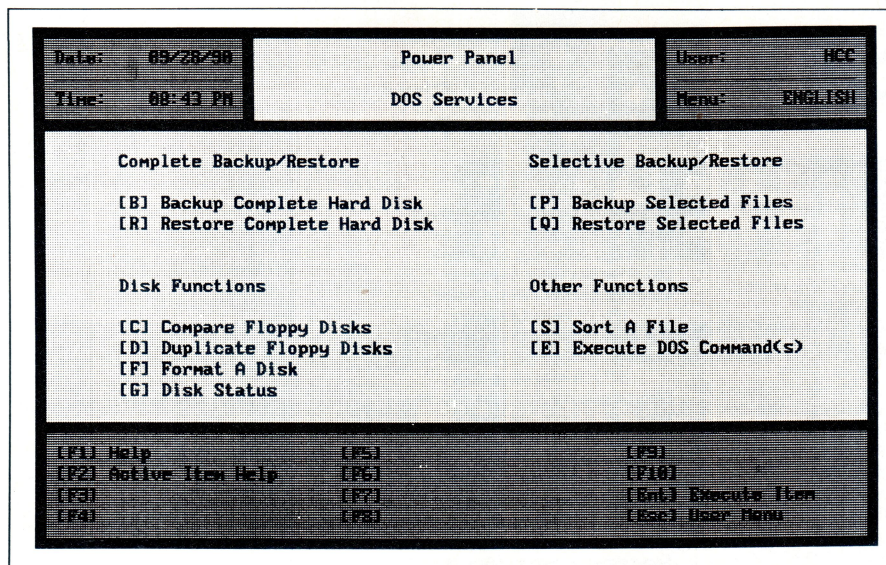 Date: 09/28/90
Time: 08:43 PM
Power Panel
DOS Services
User: HCC
Menu: ENGLISH
Complete Backup/Restore
[B] Backup Complete Hard Disk
[R] Restore Complete Hard Disk
Selective Backup/Restore
[P] Backup Selected Files
[Q] Restore Selected Files
Disk Functions
[C] Compare Floppy Disks
[D] Duplicate Floppy Disks
[F] Format A Disk
[G] Disk Status
Other Functions
[S] Sort A File
[E] Execute DOS Command(s)
[F1] Help
[F2] Active Item Help
[F3]
[F4]
[F5]
[F6]
[F7]
[F8]
[F9]
[F10]
[Ent] Execute Item
[Esc] User Menu